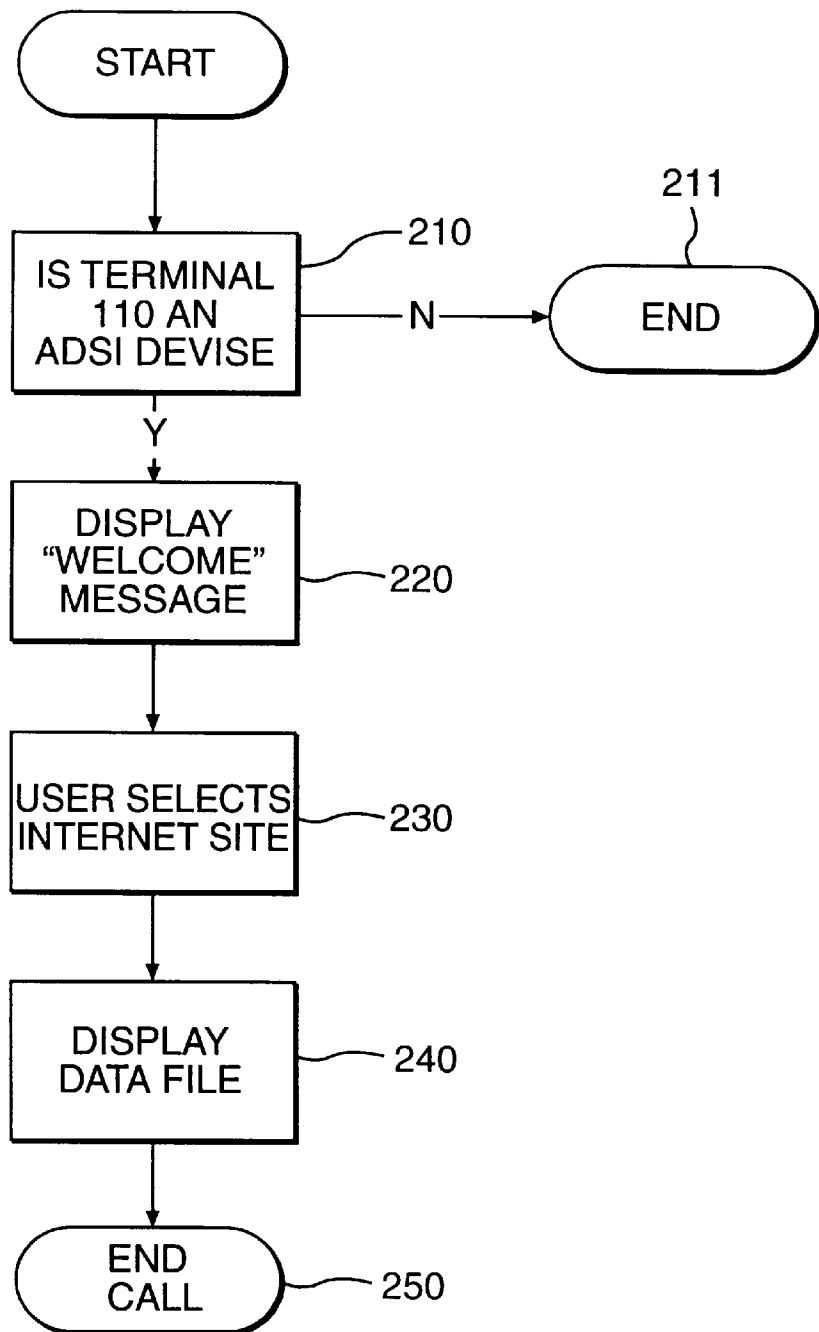 START
211
210
IS TERMINAL
110 AN
ADSI DEVISE
N
END
Y
DISPLAY
“WELCOME”
MESSAGE
220
USER SELECTS
INTERNET SITE
230
DISPLAY
DATA FILE
240
END
CALL
250